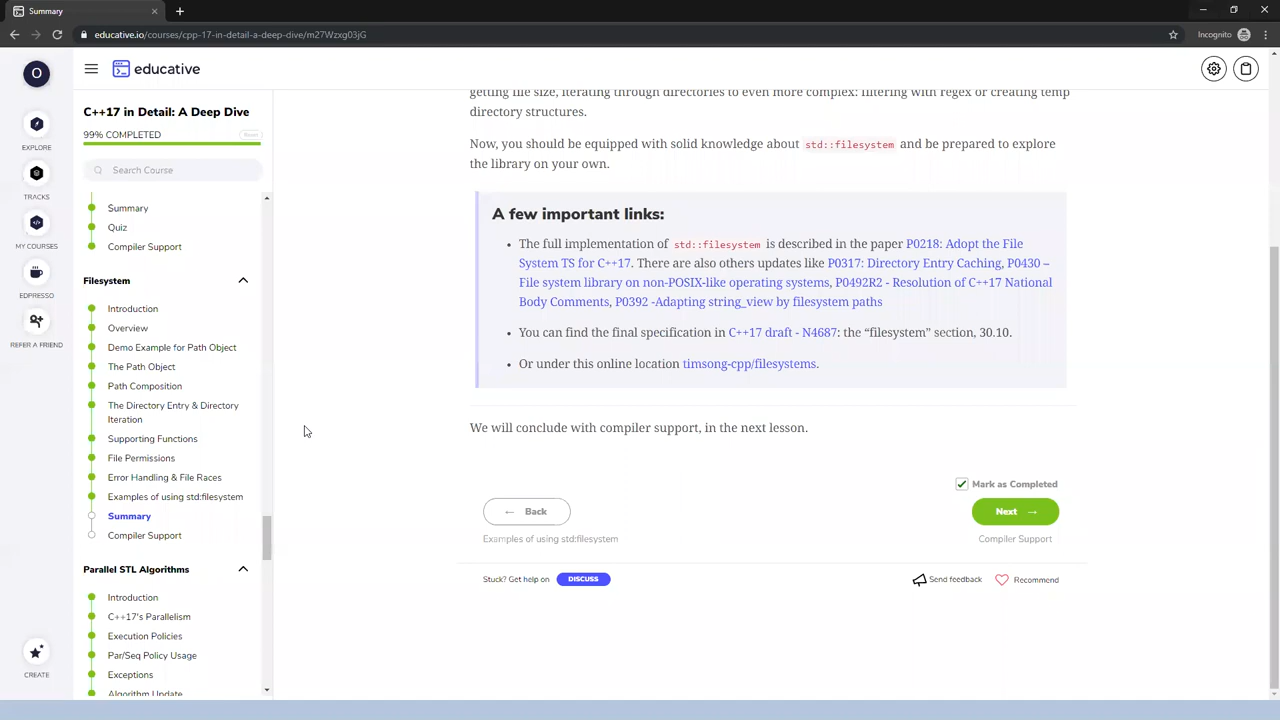 Summary
educative.io/courses/cpp-17-in-detail-a-deep-dive/m27Wzxg03jG
Incognito
O
EXPLORE
TRACKS
MY COURSES
EDPRESSO
REFER A FRIEND
CREATE
educative
C++17 in Detail: A Deep Dive
99% COMPLETED
Reset
Search Course
Summary
Quiz
Compiler Support
Filesystem
Introduction
Overview
Demo Example for Path Object
The Path Object
Path Composition
The Directory Entry & Directory
Iteration
Supporting Functions
File Permissions
Error Handling & File Races
Examples of using std:filesystem
Summary
Compiler Support
Parallel STL Algorithms
Introduction
C++17's Parallelism
Execution Policies
Par/Seq Policy Usage
Exceptions
Algorithm Update
getting file size, iterating through directories to even more complex: filtering with regex or creating temp
directory structures.
Now, you should be equipped with solid knowledge about std::filesystem and be prepared to explore
the library on your own.
A few important links:
• The full implementation of std::filesystem is described in the paper P0218: Adopt the File
System TS for C++17. There are also others updates like P0317: Directory Entry Caching, P0430 –
File system library on non-POSIX-like operating systems, P0492R2 - Resolution of C++17 National
Body Comments, P0392 -Adapting string_view by filesystem paths
• You can find the final specification in C++17 draft - N4687: the “filesystem” section, 30.10.
• Or under this online location timsong-cpp/filesystems.
We will conclude with compiler support, in the next lesson.
Mark as Completed
← Back
Next →
Examples of using std:filesystem
Compiler Support
Stuck? Get help on DISCUSS
Send feedback
Recommend